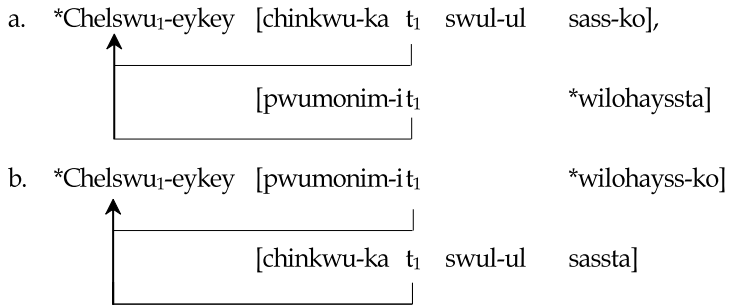 a. *Chelswu₁-eykey [chinkwu-ka t₁ swul-ul sass-ko],
[pwumonim-i t₁ *wilohayssta]
b. *Chelswu₁-eykey [pwumonim-i t₁ *wilohayss-ko]
[chinkwu-ka t₁ swul-ul sassta]